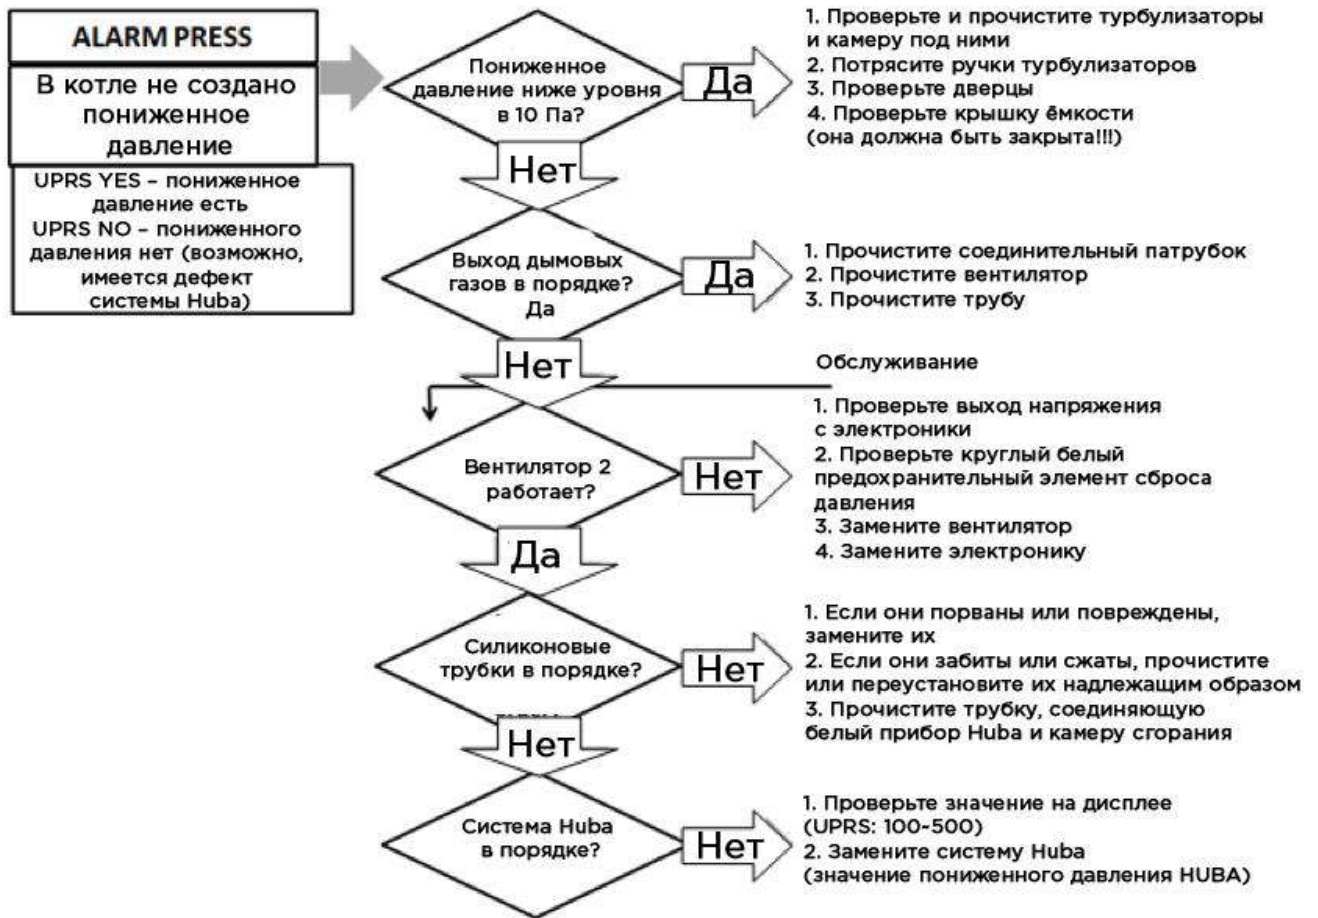 ALARM PRESS
В котле не создано
пониженное
давление
UPRS YES – пониженное
давление есть
UPRS NO – пониженного
давления нет (возможно,
имеется дефект
системы Huba)
Пониженное
давление ниже уровня
в 10 Па?
Да
1. Проверьте и прочистите турбулизаторы
и камеру под ними
2. Потрясите ручки турбулизаторов
3. Проверьте дверцы
4. Проверьте крышку ёмкости
(она должна быть закрыта!!!)
Нет
Выход дымовых
газов в порядке?
Да
Да
1. Прочистите соединительный патрубок
2. Прочистите вентилятор
3. Прочистите трубу
Нет
Обслуживание
Вентилятор 2
работает?
Нет
1. Проверьте выход напряжения
с электроники
2. Проверьте круглый белый
предохранительный элемент сброса
давления
3. Замените вентилятор
4. Замените электронику
Да
Силиконовые
трубки в порядке?
Нет
1. Если они порваны или повреждены,
замените их
2. Если они забиты или сжаты, прочистите
или переустановите их надлежащим образом
3. Прочистите трубку, соединяющую
белый прибор Huba и камеру сгорания
Нет
Система Huba
в порядке?
Нет
1. Проверьте значение на дисплее
(UPRS: 100~500)
2. Замените систему Huba
(значение пониженного давления HUBA)